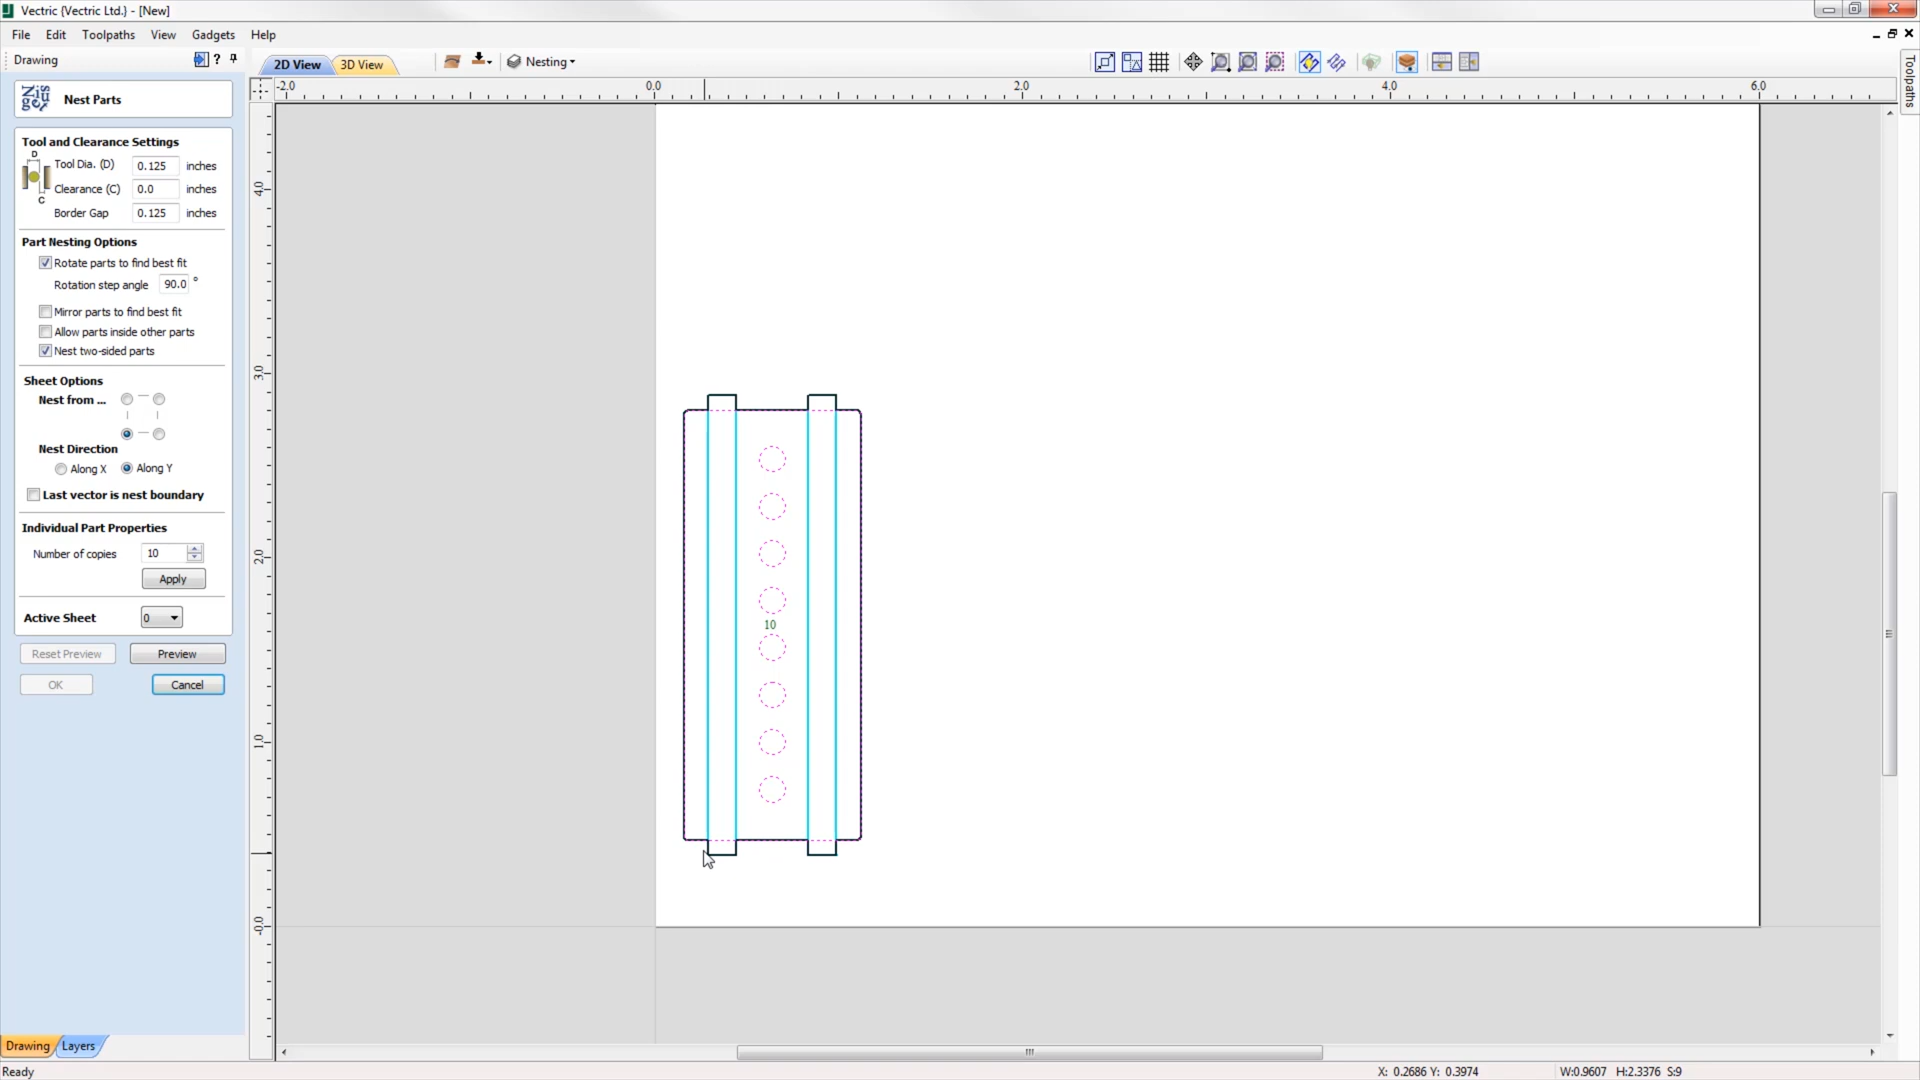 Vectric {Vectric Ltd.} - [New]
File Edit Toolpaths View Gadgets Help
Drawing ?
2D View 3D View Nesting
Toolpaths
Nest Parts
-2.0 0.0 2.0 4.0 6.0
Tool and Clearance Settings
D
Tool Dia. (D) 0.125 inches
Clearance (C) 0.0 inches
C
Border Gap 0.125 inches
Part Nesting Options
Rotate parts to find best fit
Rotation step angle 90.0 °
Mirror parts to find best fit
Allow parts inside other parts
Nest two-sided parts
Sheet Options
Nest from ...
Nest Direction
Along X Along Y
Last vector is nest boundary
Individual Part Properties
Number of copies 10
Apply
Active Sheet 0
Reset Preview Preview
OK Cancel
4.0
3.0
2.0
1.0
-0.0
10
Drawing Layers
Ready
X: 0.2686 Y: 0.3974 W:0.9607 H:2.3376 S:9